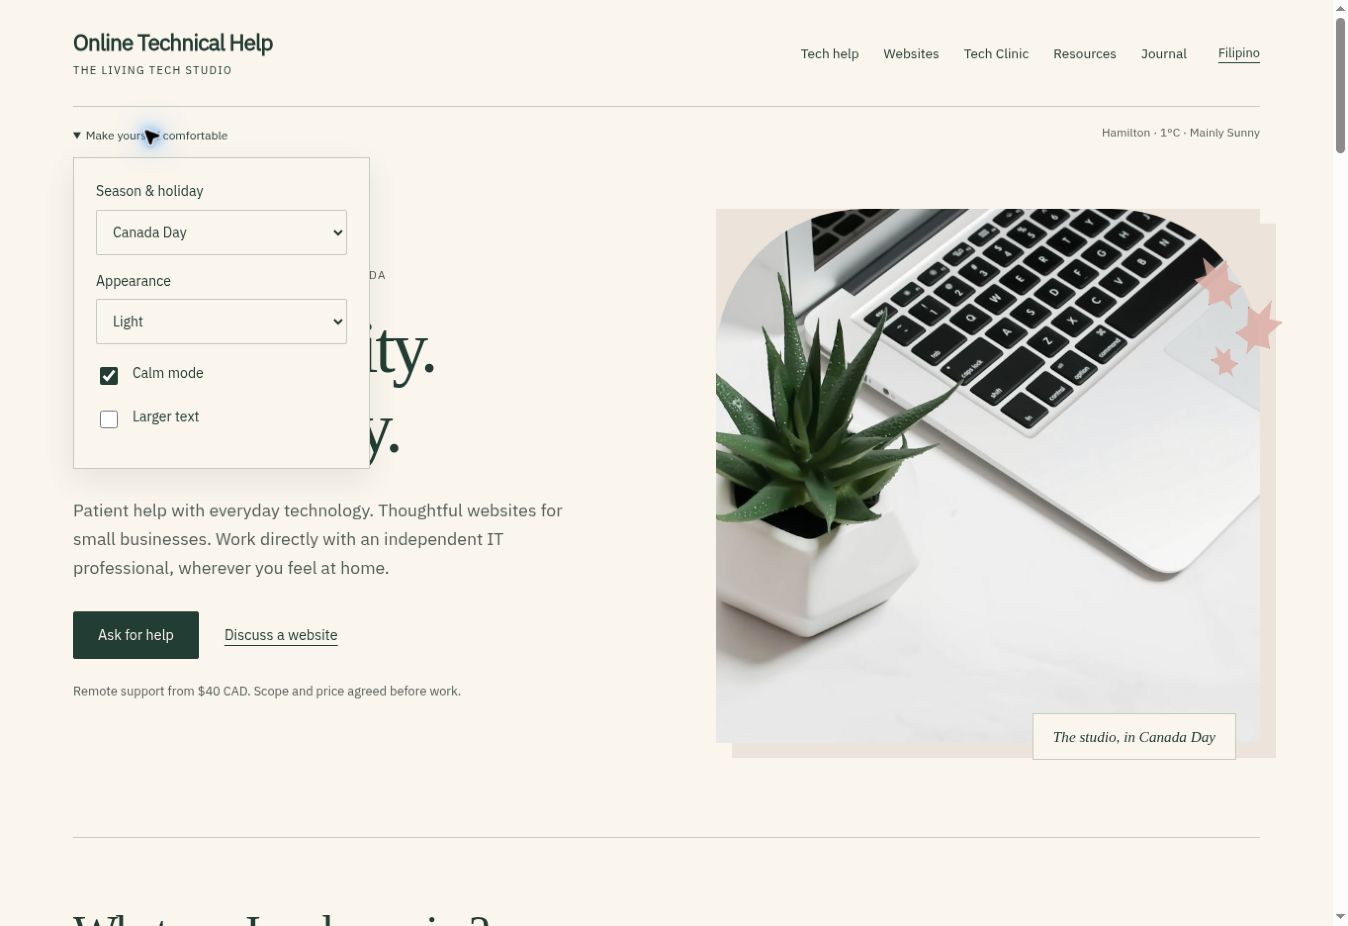 Online Technical Help
THE LIVING TECH STUDIO
Tech help Websites Tech Clinic Resources Journal Filipino
Make comfortable
Hamilton · 1°C · Mainly Sunny
Season & holiday
Canada Day
Appearance
Light
Calm mode
Larger text
Patient help with everyday technology. Thoughtful websites for
small businesses. Work directly with an independent IT
professional, wherever you feel at home.
Ask for help Discuss a website
Remote support from $40 CAD. Scope and price agreed before work.
The studio, in Canada Day